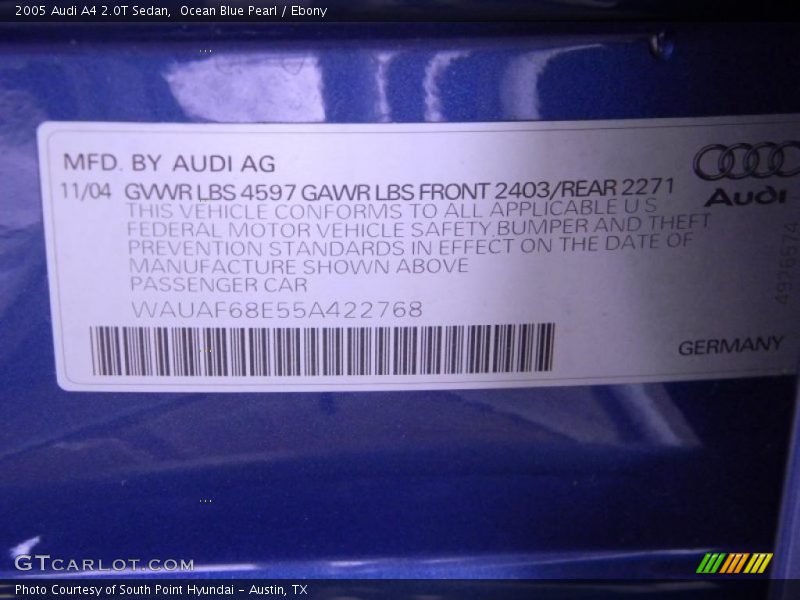 2005 Audi A4 2.0T Sedan,  Ocean Blue Pearl / Ebony
MFD. BY AUDI AG
11/04 GVWR LBS 4597 GAWR LBS FRONT 2403/REAR 2271
THIS VEHICLE CONFORMS TO ALL APPLICABLE U S
FEDERAL MOTOR VEHICLE SAFETY,BUMPER AND THEFT
PREVENTION STANDARDS IN EFFECT ON THE DATE OF
MANUFACTURE SHOWN ABOVE
PASSENGER CAR
WAUAF68E55A422768
Audi
GERMANY
GTCARLOT.COM
Photo Courtesy of South Point Hyundai - Austin, TX